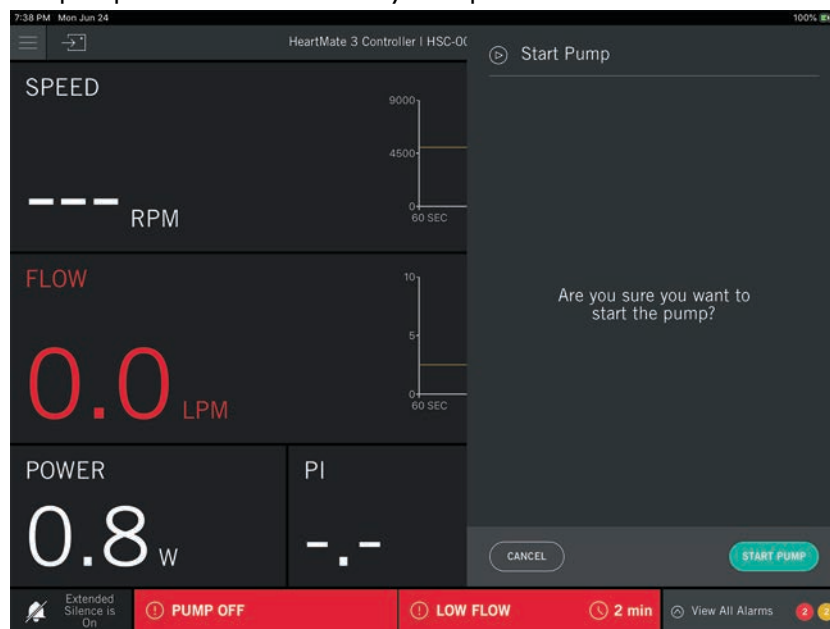 7:38 PM Mon Jun 24
100%
HeartMate 3 Controller | HSC-00
Start Pump
SPEED
9000
4500
0
60 SEC
--- RPM
FLOW
10
5
0
60 SEC
0.0 LPM
Are you sure you want to
start the pump?
POWER
0.8 W
PI
-.-
CANCEL
START PUMP
Extended
Silence is
On
PUMP OFF
LOW FLOW
2 min
View All Alarms
2
2